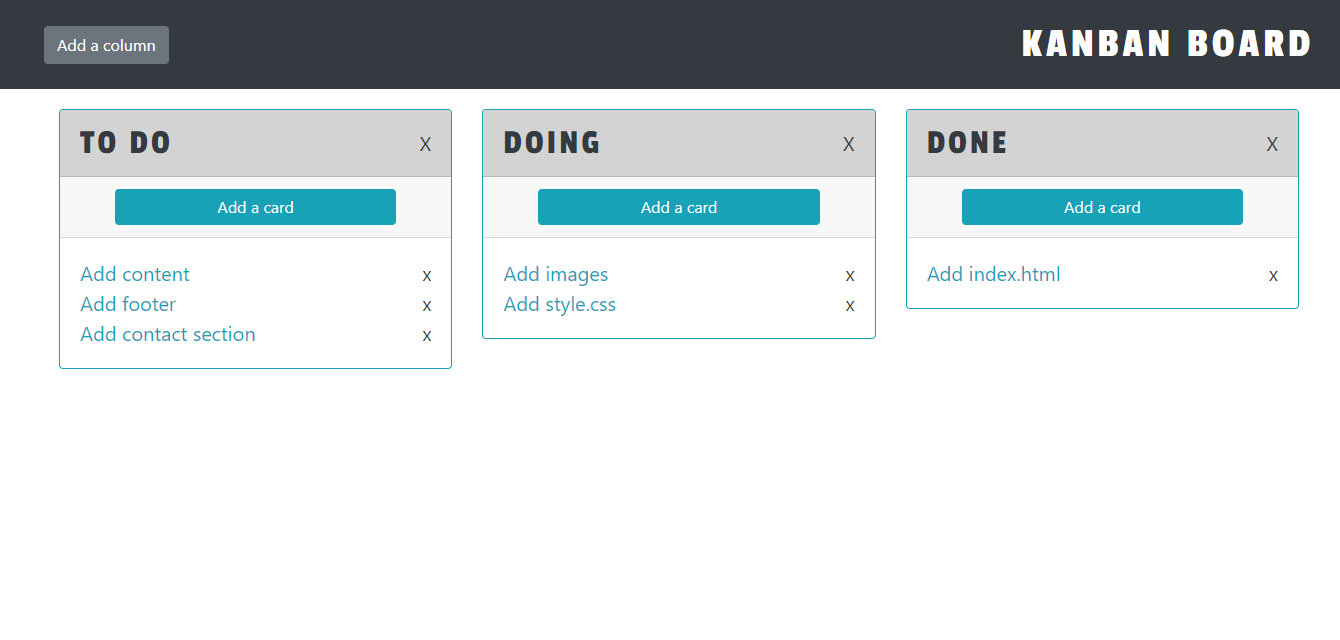 Add a column
KANBAN BOARD
TO DO X
Add a card
Add content x
Add footer x
Add contact section x
DOING X
Add a card
Add images x
Add style.css x
DONE X
Add a card
Add index.html x